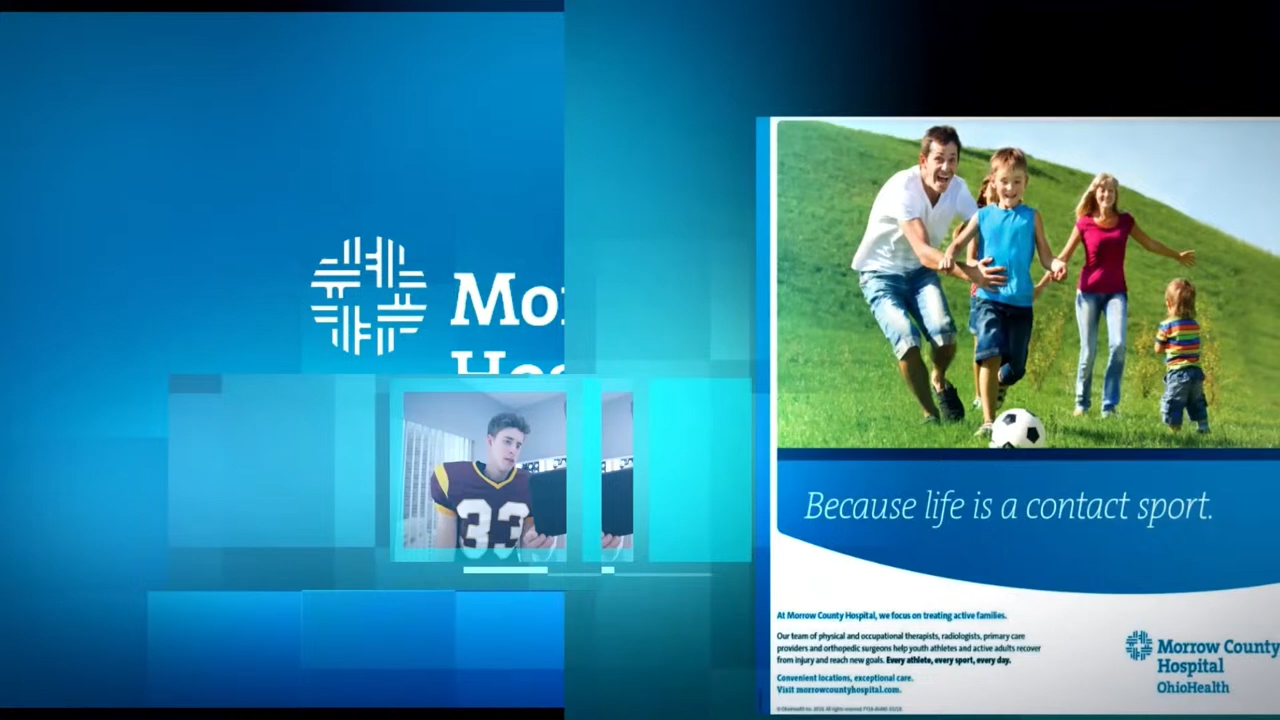 Mo
33
Because life is a contact sport.
At Morrow County Hospital, we focus on treating active families.
Our team of physical and occupational therapists, radiologists, primary care
providers and orthopedic surgeons help youth athletes and active adults recover
from injury and reach new goals. Every athlete, every sport, every day.
Convenient locations, exceptional care.
Visit morrowcountyhospital.com.
Morrow County
Hospital
OhioHealth